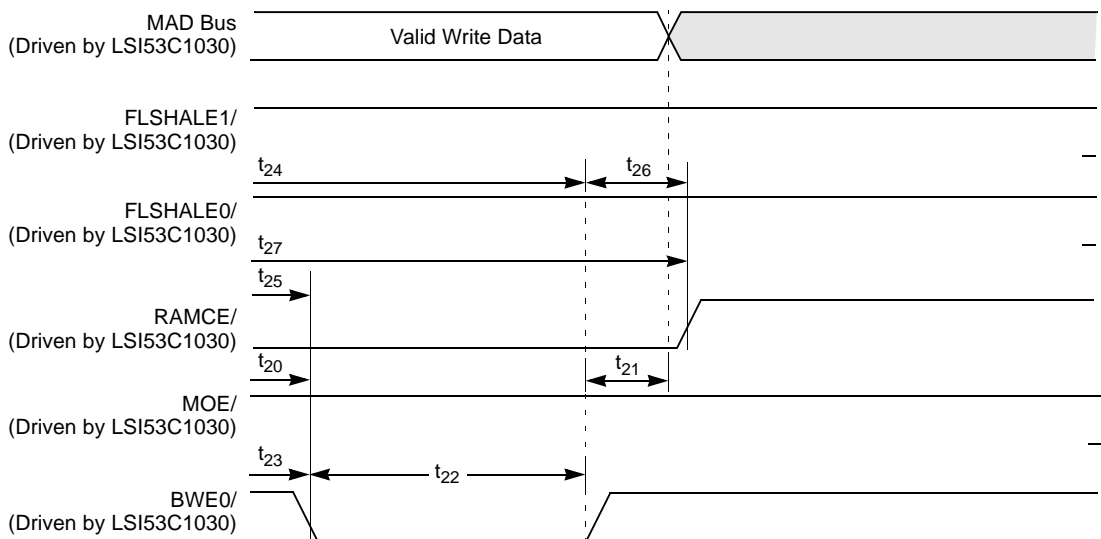 MAD Bus
(Driven by LSI53C1030)
Valid Write Data
FLSHALE1/
(Driven by LSI53C1030)
t24
t26
FLSHALE0/
(Driven by LSI53C1030)
t27
t25
RAMCE/
(Driven by LSI53C1030)
t20
t21
MOE/
(Driven by LSI53C1030)
t23
t22
BWE0/
(Driven by LSI53C1030)